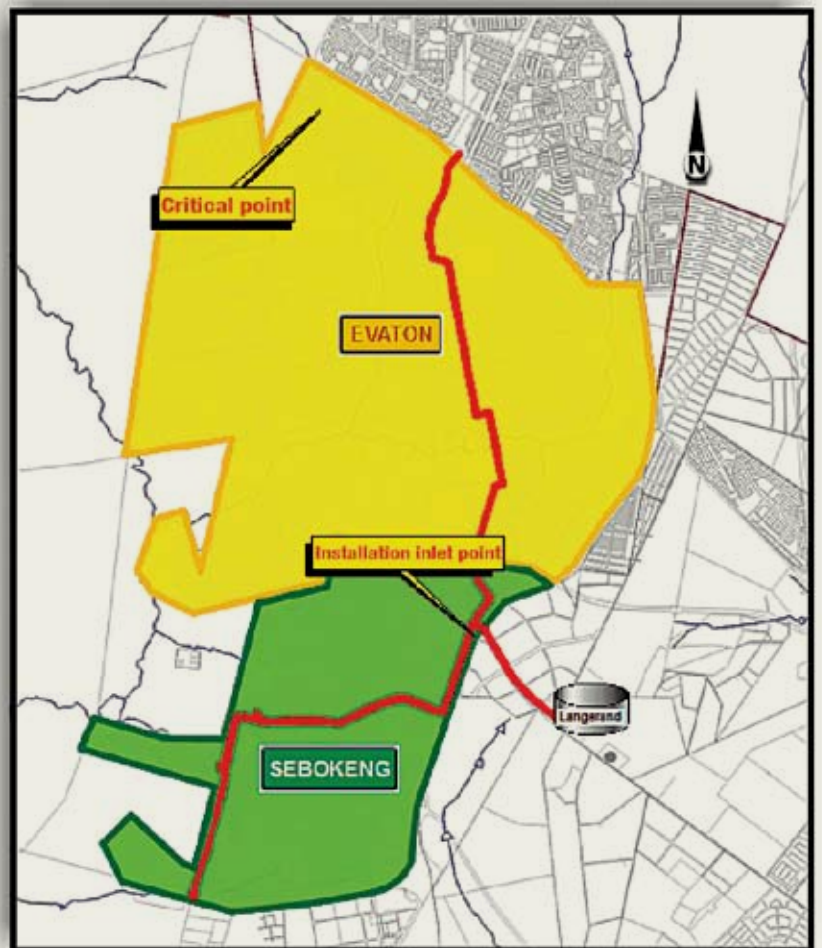 Critical point
N
EVATON
Installation inlet point
Langerand
SEBOKENG